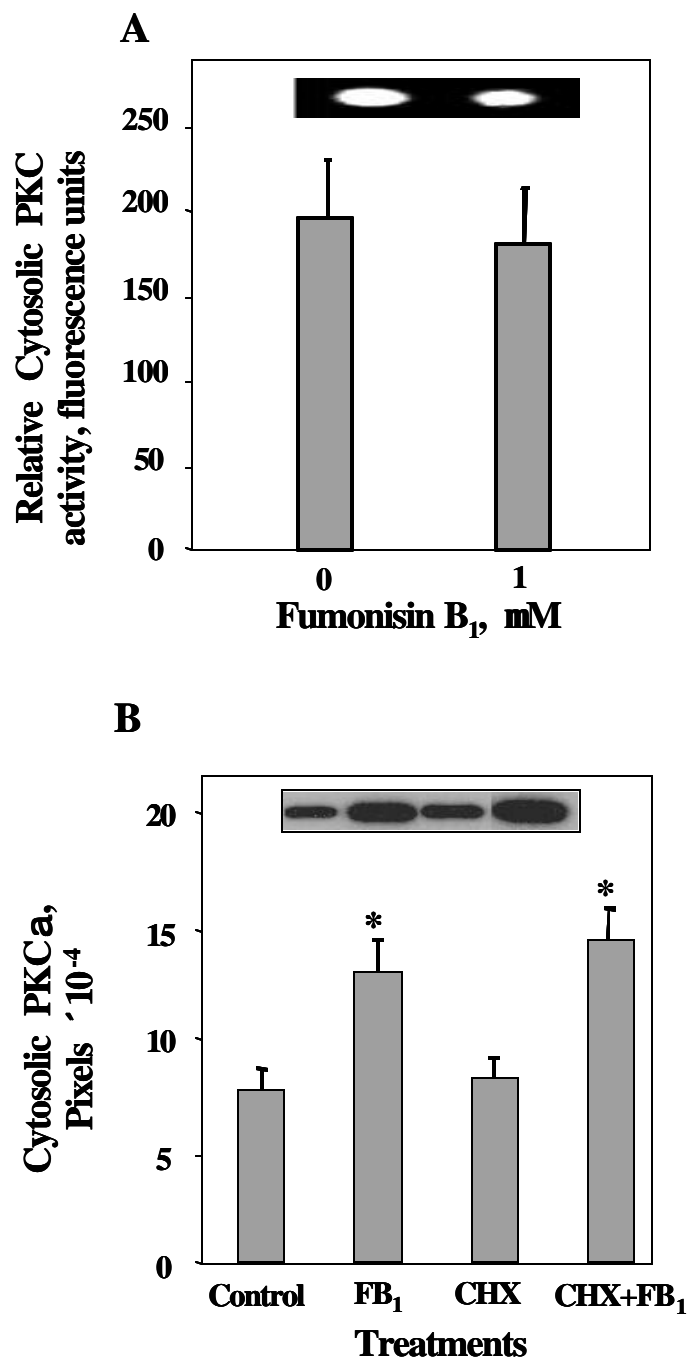 A
Relative Cytosolic PKC
activity, fluorescence units
250
200
150
100
50
0
0 1
Fumonisin B₁, mM
B
Cytosolic PKCa,
Pixels ´10⁻⁴
20
15
10
5
0
* *
Control FB₁ CHX CHX+FB₁
Treatments